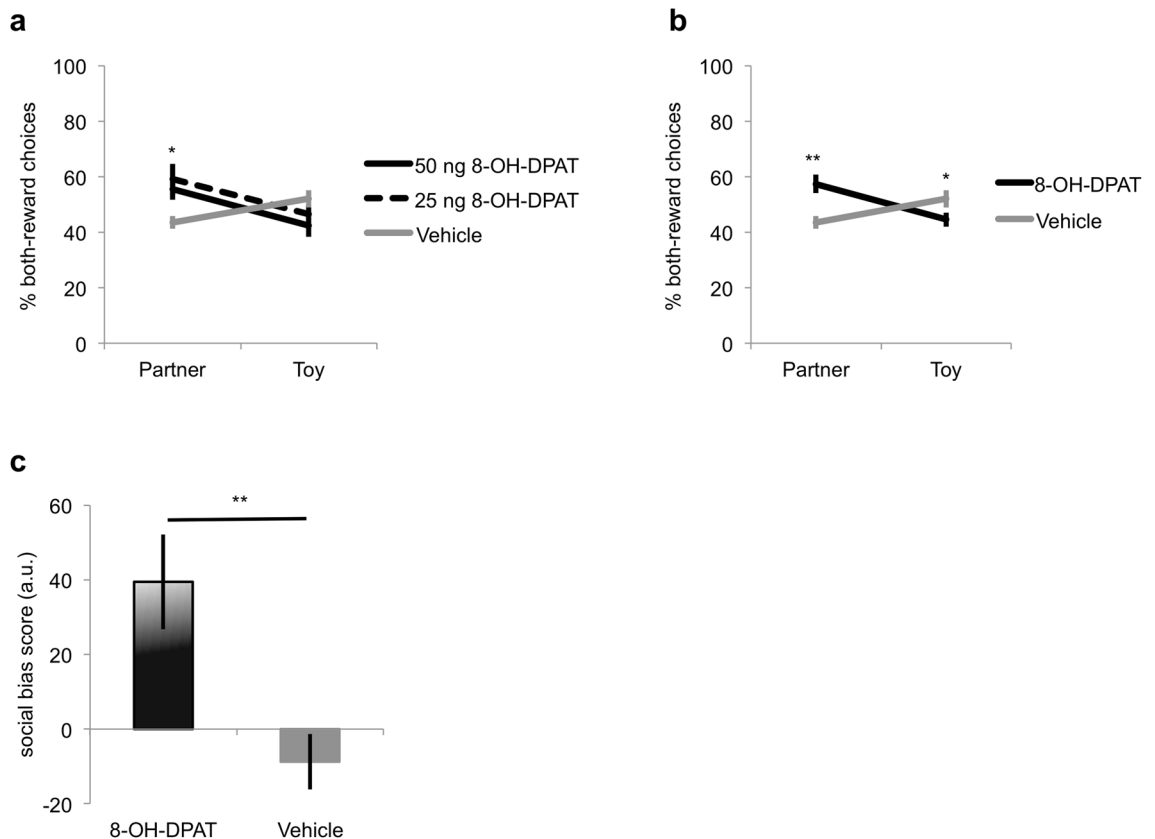 a
100
80
60
40
20
0
% both-reward choices
*
Partner
Toy
50 ng 8-OH-DPAT
25 ng 8-OH-DPAT
Vehicle
b
100
80
60
40
20
0
% both-reward choices
**
*
Partner
Toy
8-OH-DPAT
Vehicle
c
60
40
20
0
-20
social bias score (a.u.)
**
8-OH-DPAT
Vehicle